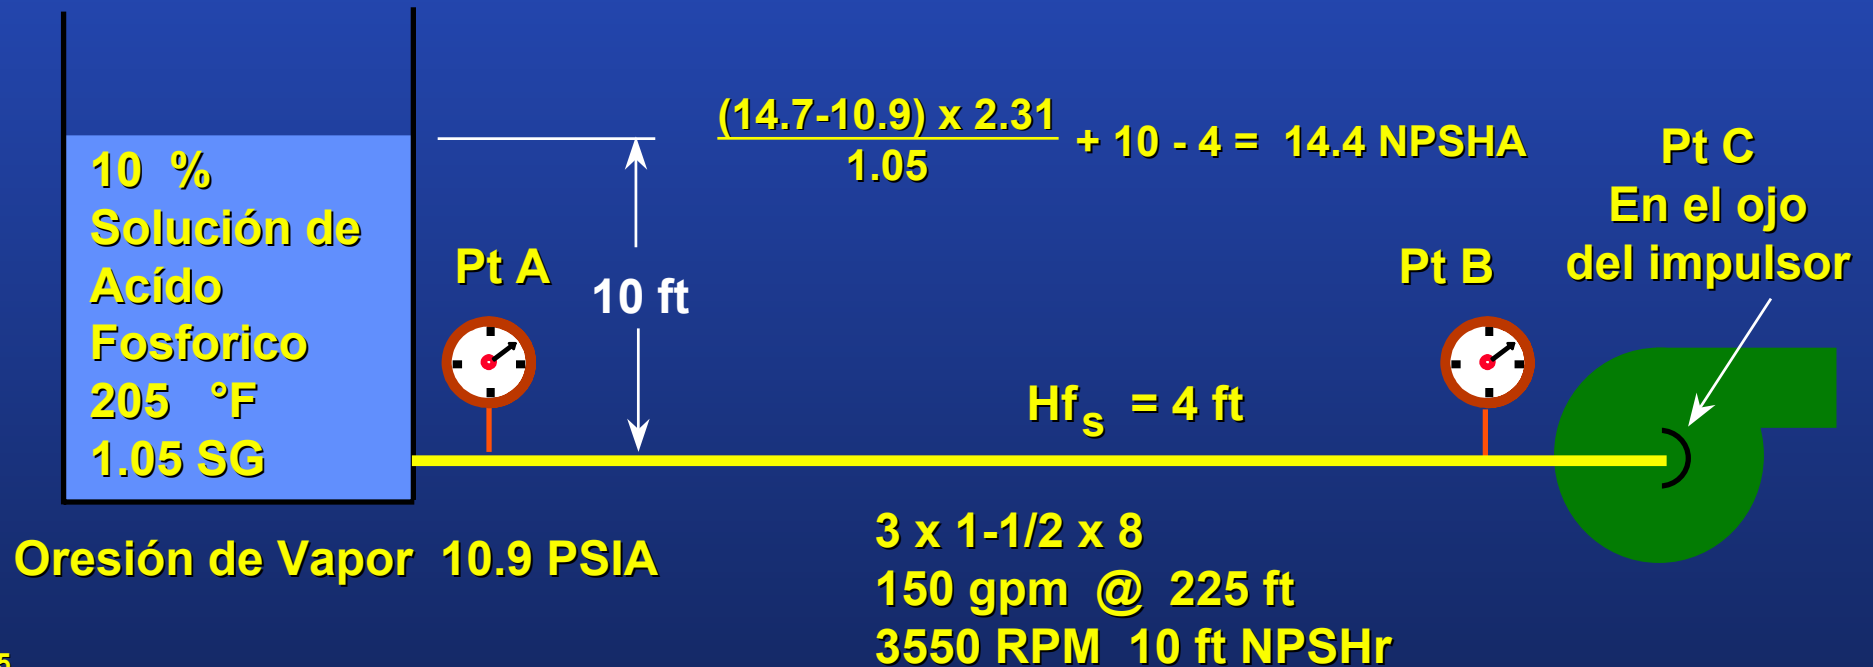 (14.7-10.9) x 2.31
1.05
+ 10 - 4 = 14.4 NPSHA
10 %
Solución de
Acído
Fosforico
205 °F
1.05 SG
Pt A
10 ft
Pt B
Pt C
En el ojo
del impulsor
Hfs = 4 ft
Oresión de Vapor 10.9 PSIA
3 x 1-1/2 x 8
150 gpm @ 225 ft
3550 RPM 10 ft NPSHr
5